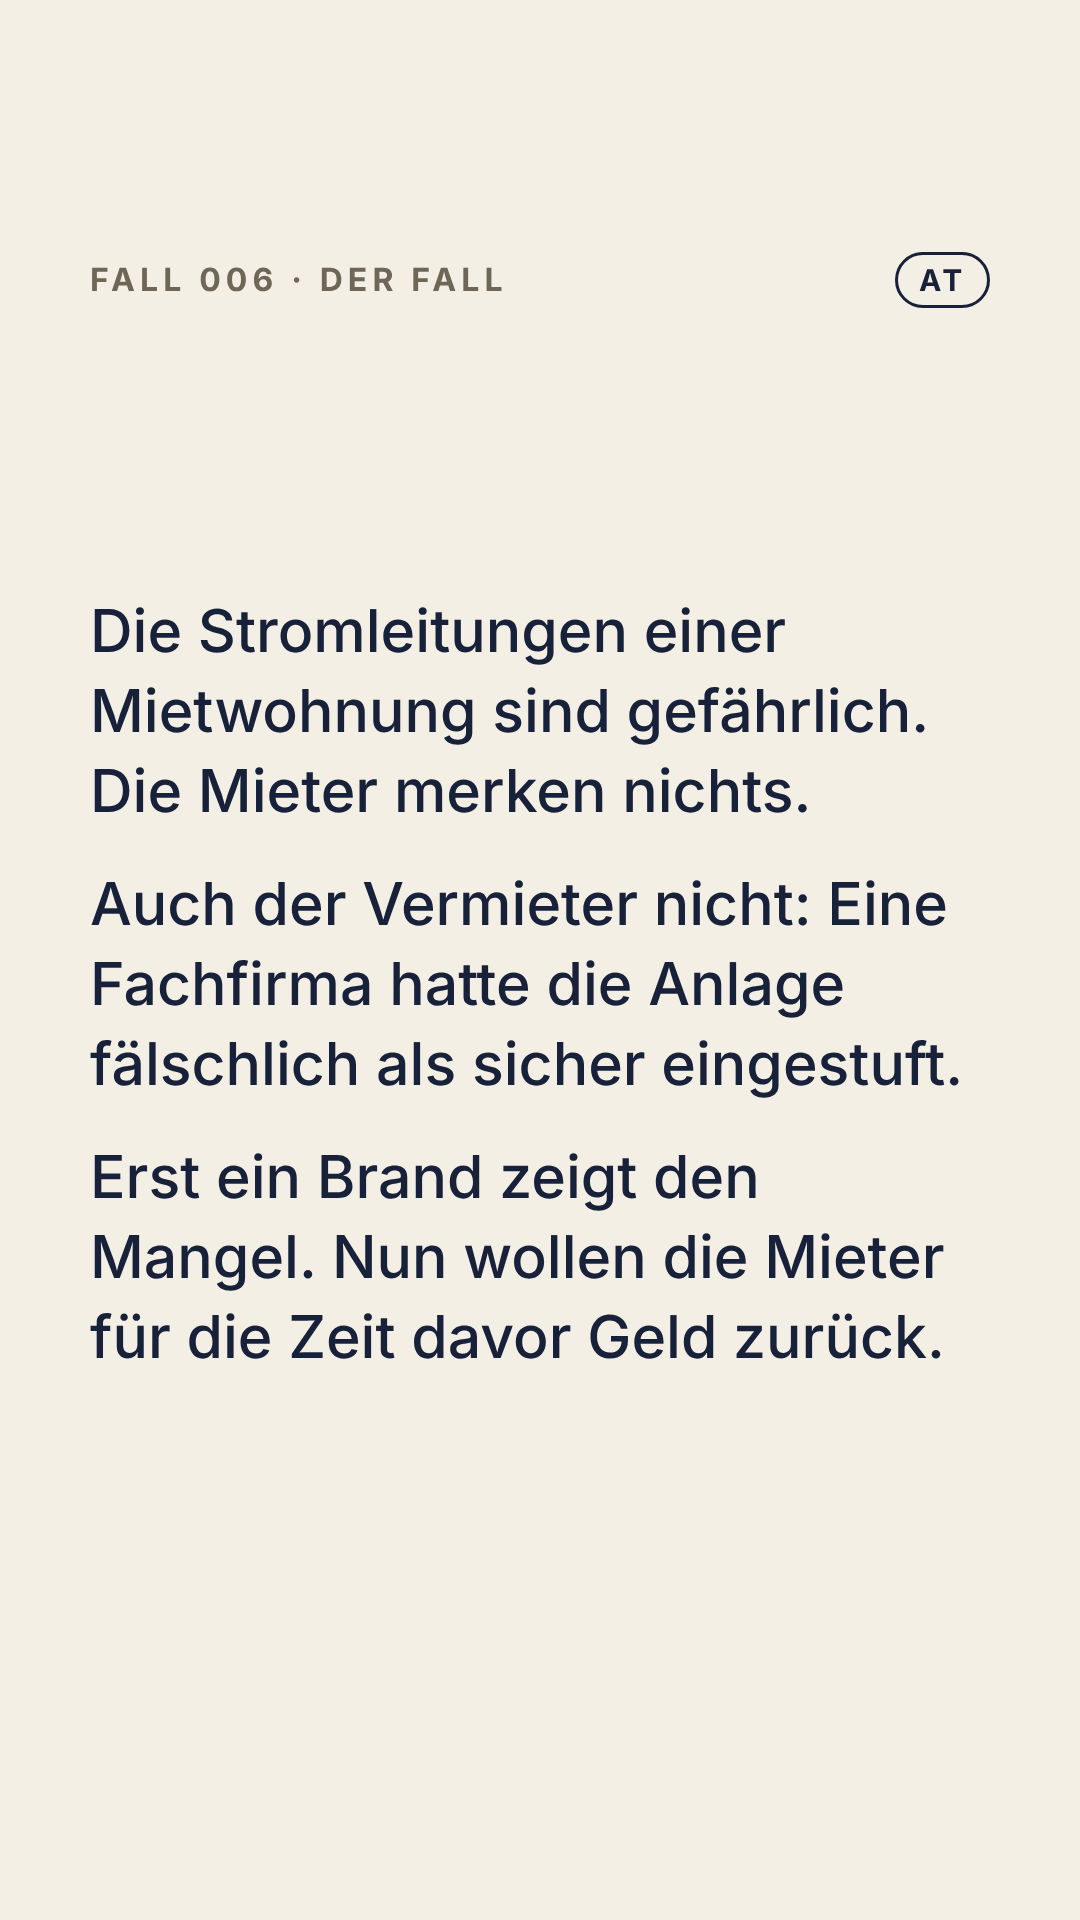 FALL 006 · DER FALL
AT
Die Stromleitungen einer
Mietwohnung sind gefährlich.
Die Mieter merken nichts.
Auch der Vermieter nicht: Eine
Fachfirma hatte die Anlage
fälschlich als sicher eingestuft.
Erst ein Brand zeigt den
Mangel. Nun wollen die Mieter
für die Zeit davor Geld zurück.